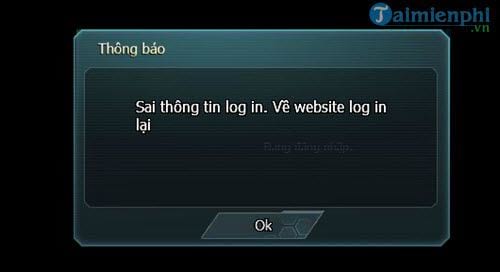 Taimienphi
.vn
Thông báo
Sai thông tin log in. Về website log in
lại
Đang đăng nhập.
Ok